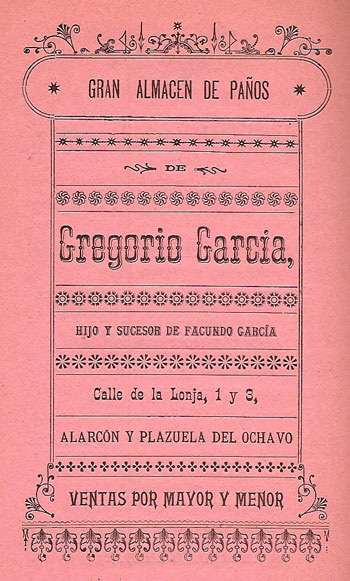 GRAN ALMACEN DE PAÑOS
DE
Gregorio García,
HIJO Y SUCESOR DE FACUNDO GARCÍA
Calle de la Lonja, 1 y 3,
ALARCÓN Y PLAZUELA DEL OCHAVO
VENTAS POR MAYOR Y MENOR